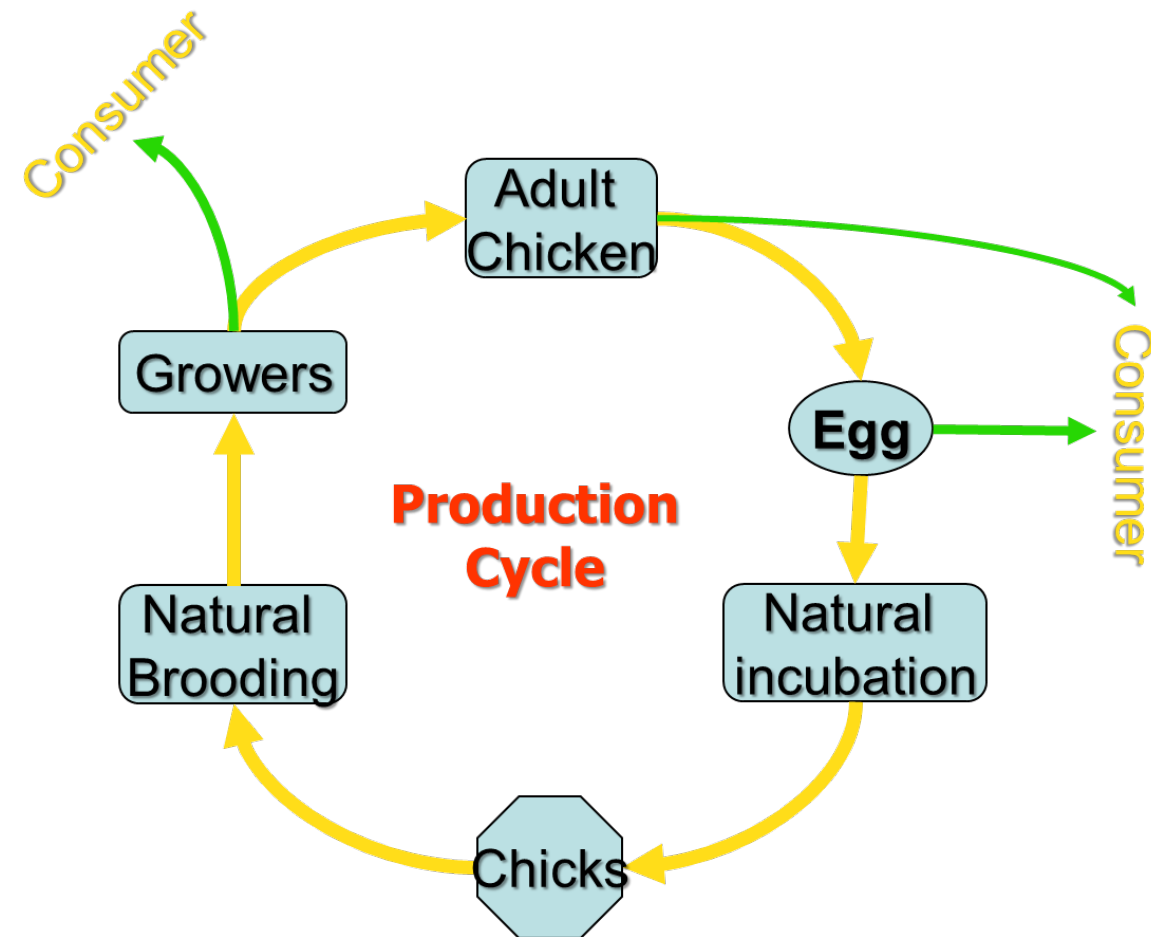 Consumer
Adult
Chicken
Growers
Egg
Consumer
Production
Cycle
Natural
Brooding
Natural
incubation
Chicks